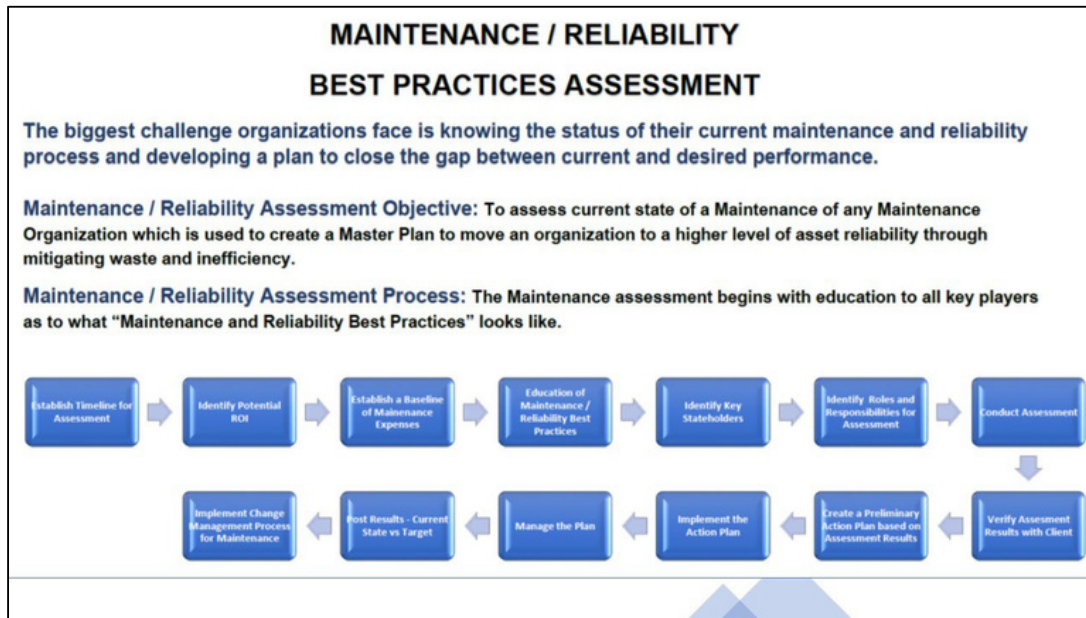 MAINTENANCE / RELIABILITY
BEST PRACTICES ASSESSMENT
The biggest challenge organizations face is knowing the status of their current maintenance and reliability
process and developing a plan to close the gap between current and desired performance.
Maintenance / Reliability Assessment Objective: To assess current state of a Maintenance of any Maintenance
Organization which is used to create a Master Plan to move an organization to a higher level of asset reliability through
mitigating waste and inefficiency.
Maintenance / Reliability Assessment Process: The Maintenance assessment begins with education to all key players
as to what “Maintenance and Reliability Best Practices” looks like.
Establish Timeline for
Assessment
Identify Potential
ROI
Establish a Baseline
of Mainenance
Expenses
Education of
Maintenance /
Reliability Best
Practices
Identify Key
Stateholders
Identify Roles and
Responsibilities for
Assessment
Conduct Assessment
Verify Assesment
Results with Client
Create a Preliminary
Action Plan based on
Assessment Results
Implement the
Action Plan
Manage the Plan
Post Results - Current
State vs Target
Implement Change
Management Process
for Maintenance